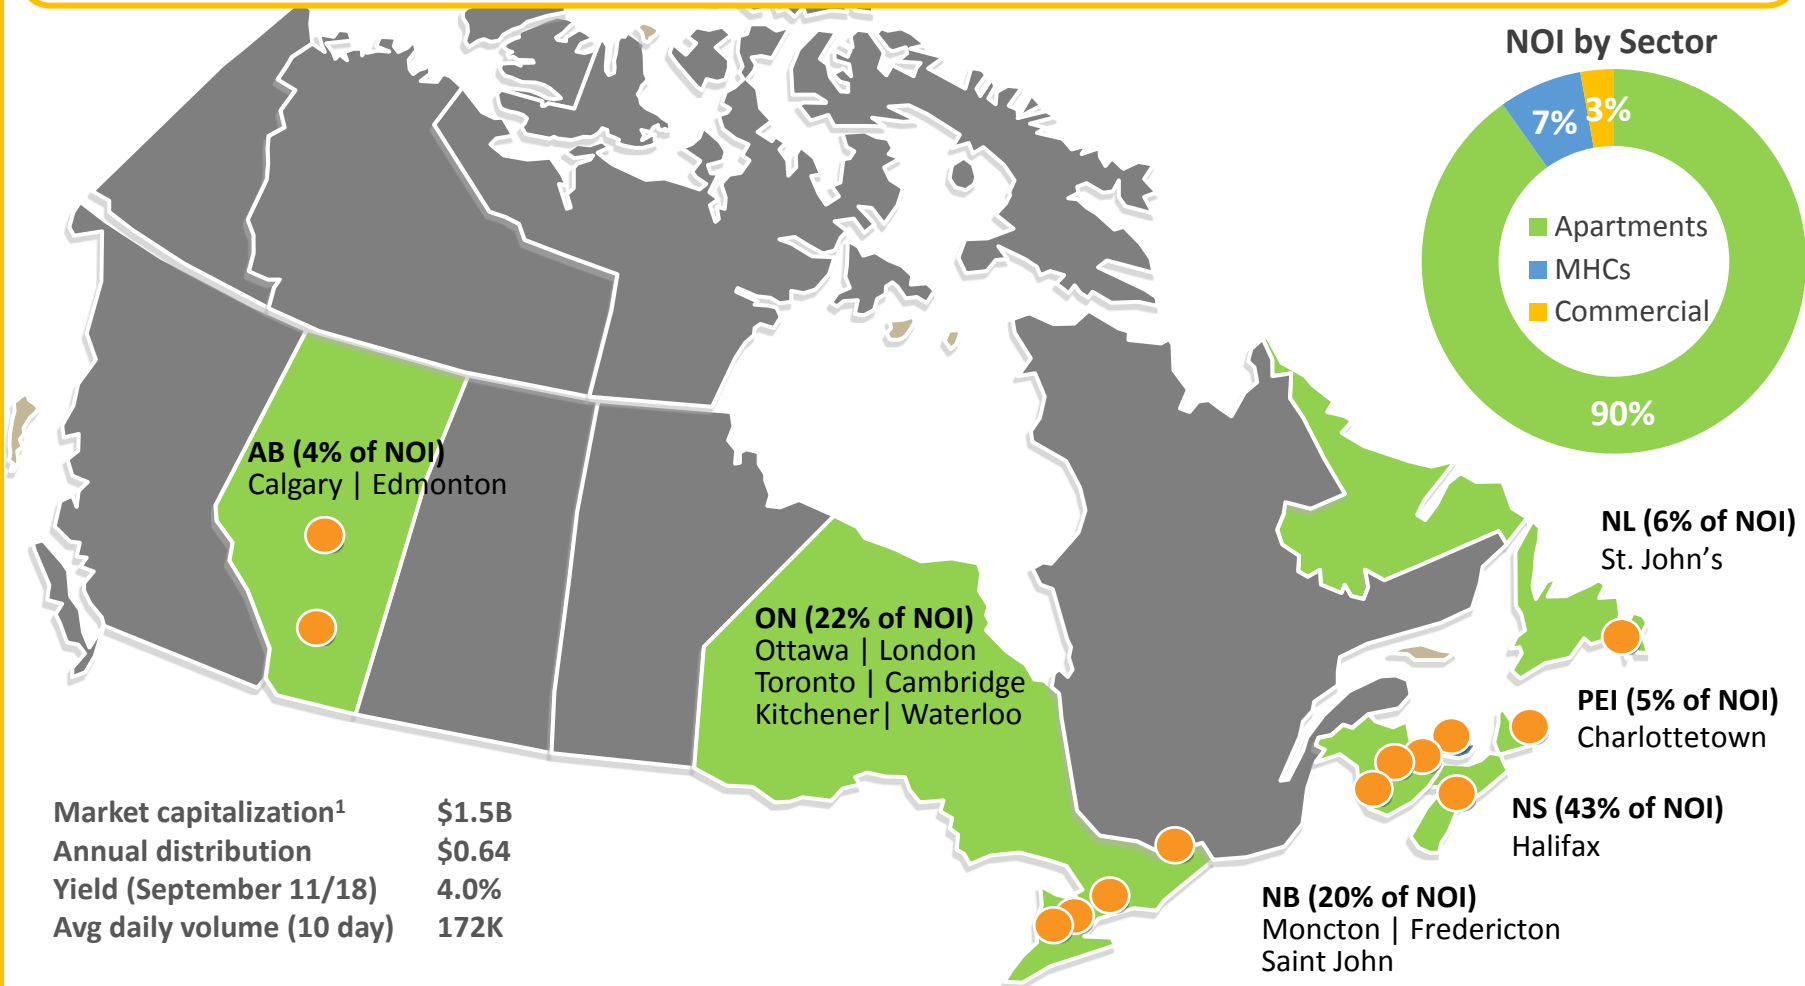 NOI by Sector
7%
3%
Apartments
MHCs
Commercial
90%
AB (4% of NOI)
Calgary | Edmonton
NL (6% of NOI)
St. John’s
ON (22% of NOI)
Ottawa | London
Toronto | Cambridge
Kitchener| Waterloo
PEI (5% of NOI)
Charlottetown
NS (43% of NOI)
Halifax
Market capitalization¹ $1.5B
Annual distribution $0.64
Yield (September 11/18) 4.0%
Avg daily volume (10 day) 172K
NB (20% of NOI)
Moncton | Fredericton
Saint John